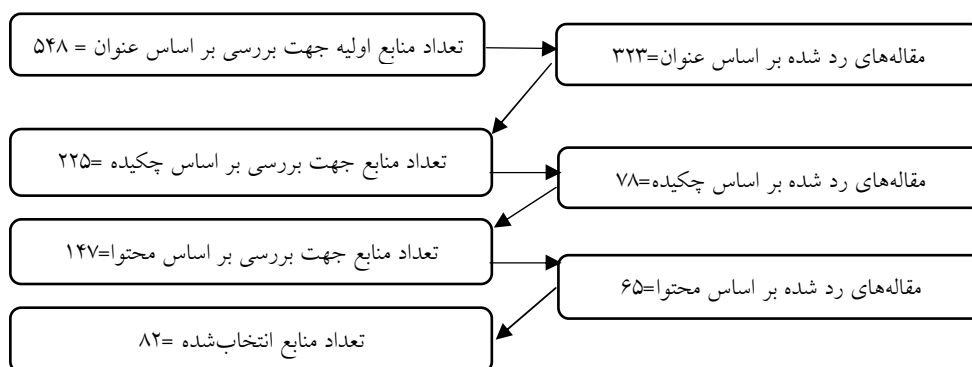 تعداد منابع اولیه جهت بررسی بر اساس عنوان = ۵۴۸
مقاله‌های رد شده بر اساس عنوان=۳۲۳
تعداد منابع جهت بررسی بر اساس چکیده =۲۲۵
مقاله‌های رد شده بر اساس چکیده=۷۸
تعداد منابع جهت بررسی بر اساس محتوا=۱۴۷
مقاله‌های رد شده بر اساس محتوا=۶۵
تعداد منابع انتخاب‌شده =۸۲